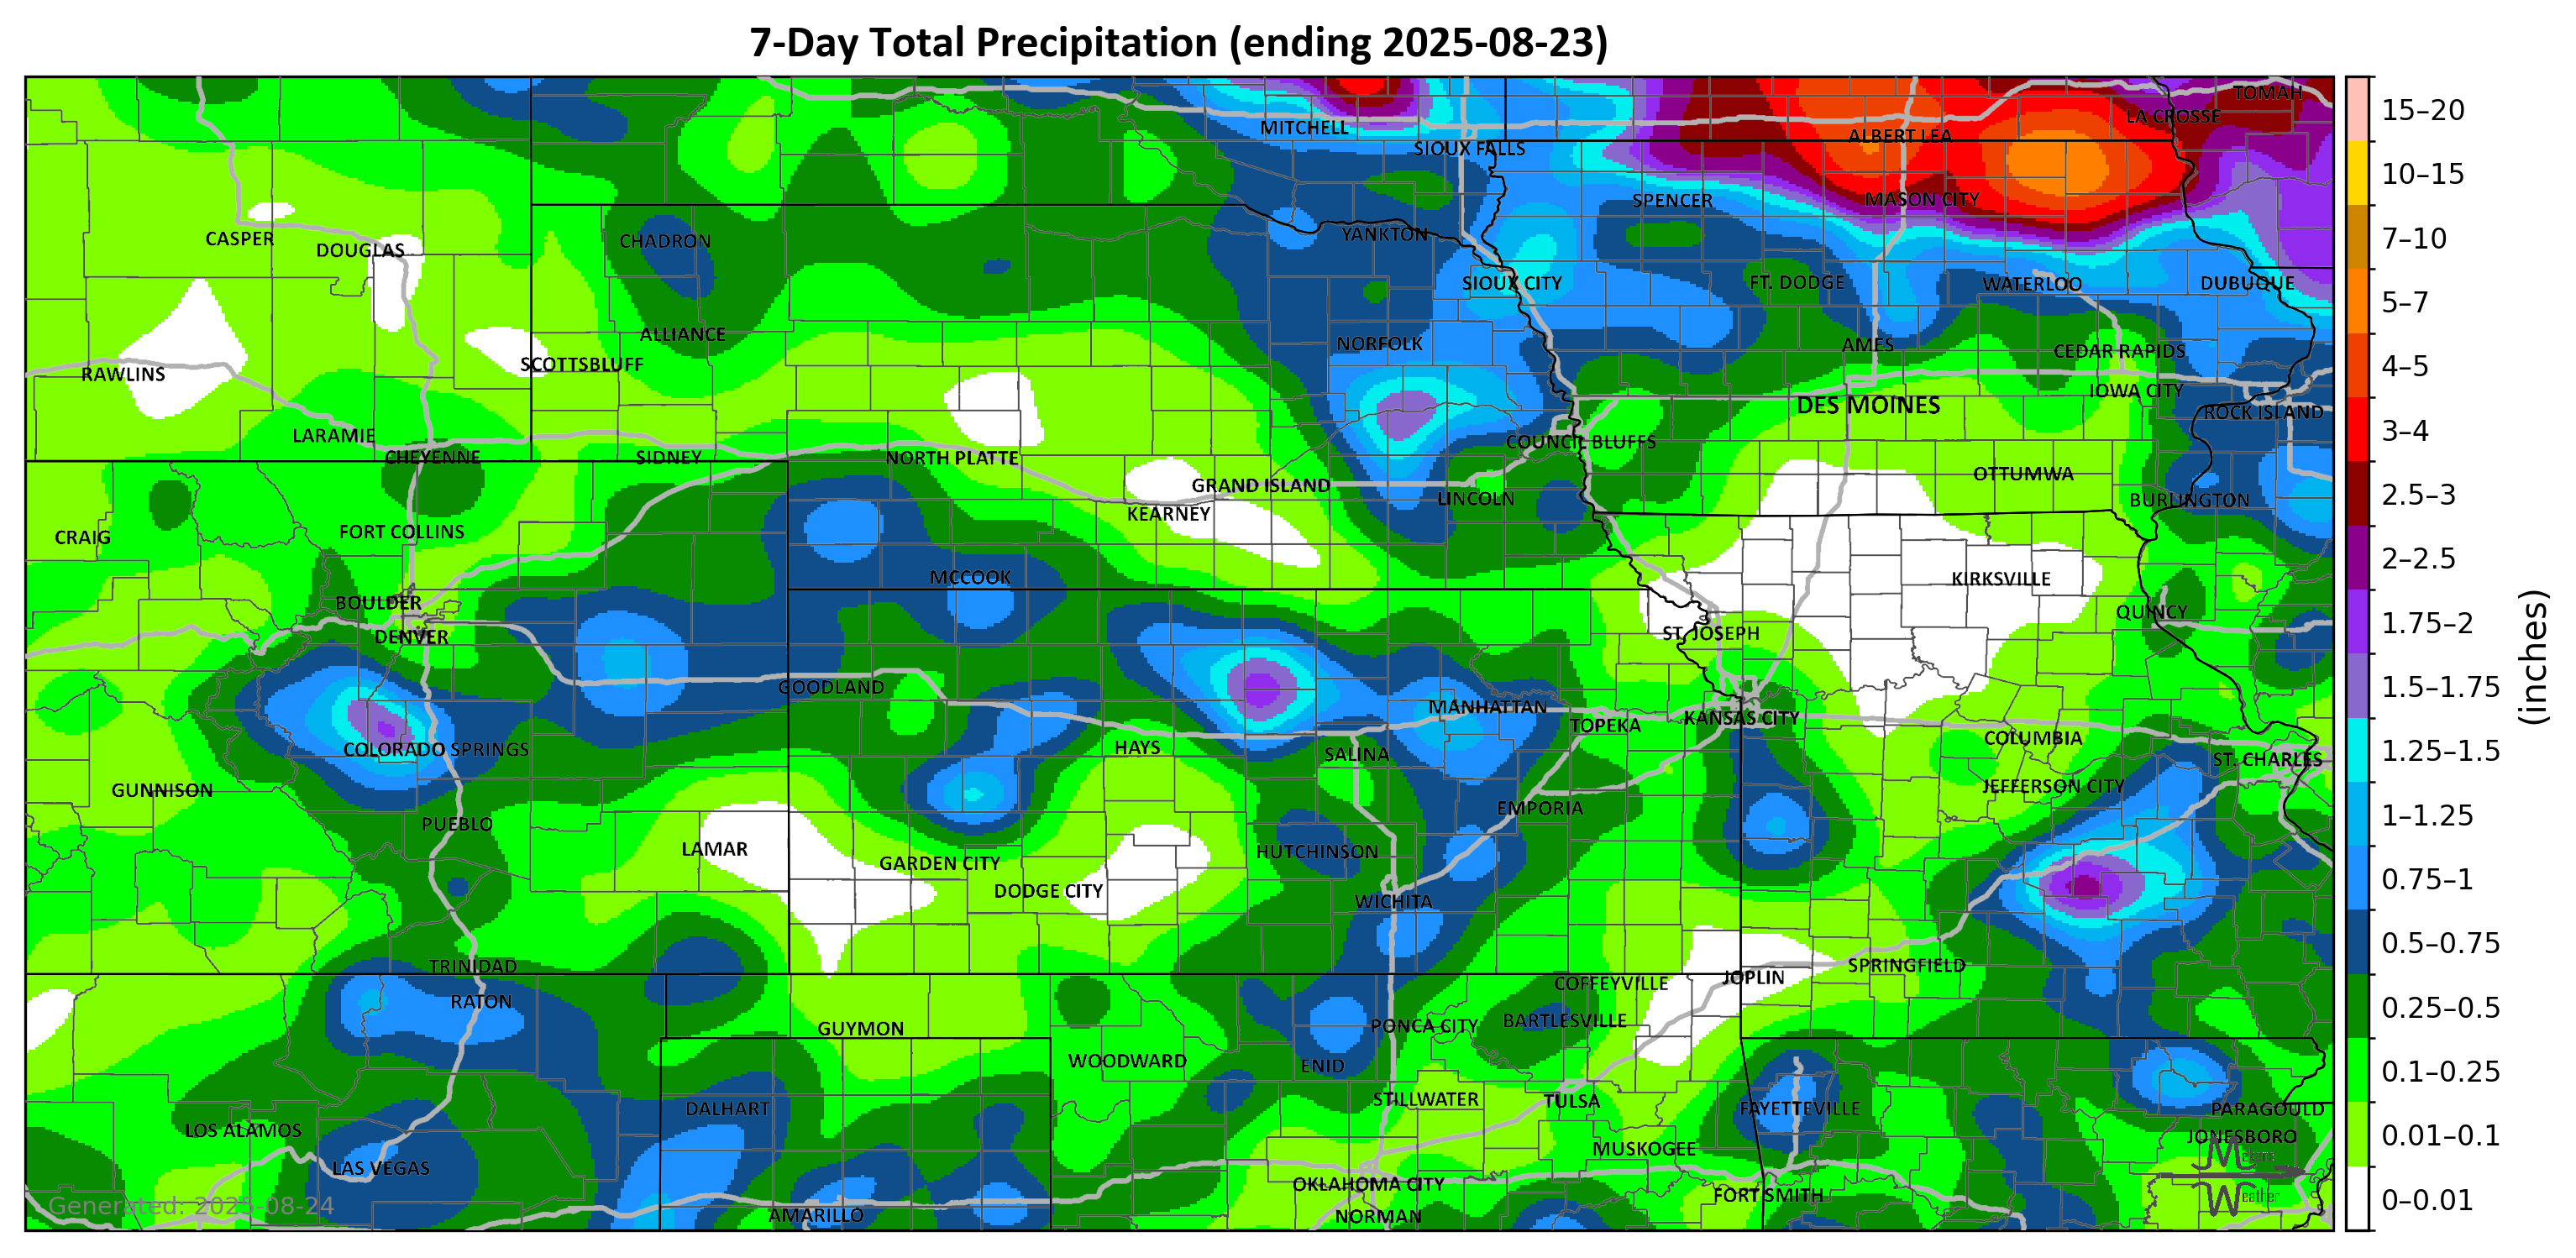 7-Day Total Precipitation (ending 2025-08-23)
TOMAH
LA CROSSE
MITCHELL
ALBERT LEA
SIOUX FALLS
SPENCER
MASON CITY
CASPER
DOUGLAS
CHADRON
YANKTON
SIOUX CITY
FT. DODGE
WATERLOO
DUBUQUE
ALLIANCE
NORFOLK
AMES
CEDAR RAPIDS
SCOTTSBLUFF
RAWLINS
IOWA CITY
DES MOINES
ROCK ISLAND
LARAMIE
COUNCIL BLUFFS
CHEYENNE
SIDNEY
NORTH PLATTE
OTTUMWA
GRAND ISLAND
LINCOLN
BURLINGTON
KEARNEY
CRAIG
FORT COLLINS
MCCOOK
KIRKSVILLE
BOULDER
QUINCY
DENVER
ST. JOSEPH
GOODLAND
MANHATTAN
TOPEKA
KANSAS CITY
COLORADO SPRINGS
HAYS
SALINA
COLUMBIA
ST. CHARLES
GUNNISON
JEFFERSON CITY
EMPORIA
PUEBLO
LAMAR
GARDEN CITY
HUTCHINSON
DODGE CITY
WICHITA
TRINIDAD
SPRINGFIELD
JOPLIN
COFFEYVILLE
RATON
GUYMON
PONCA CITY
BARTLESVILLE
WOODWARD
ENID
DALHART
STILLWATER
TULSA
FAYETTEVILLE
PARAGOULD
LOS ALAMOS
JONESBORO
MUSKOGEE
LAS VEGAS
OKLAHOMA CITY
FORT SMITH
AMARILLO
NORMAN
Generated: 2025-08-24
Weather
15–20
10–15
7–10
5–7
4–5
3–4
2.5–3
2–2.5
1.75–2
1.5–1.75
1.25–1.5
1–1.25
0.75–1
0.5–0.75
0.25–0.5
0.1–0.25
0.01–0.1
0–0.01
(inches)